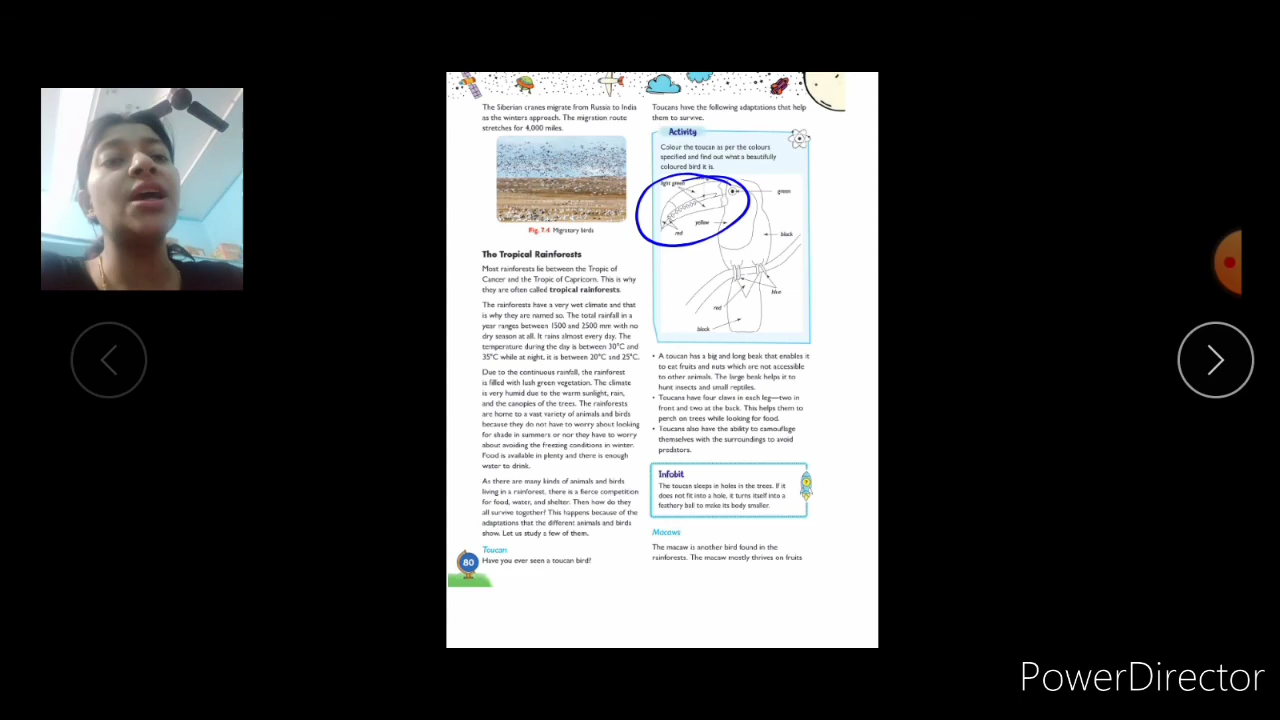 The Siberian cranes migrate from Russia to India
as the winters approach. The migration route
stretches for 4,000 miles.
Fig. 7.4 Migratory birds
The Tropical Rainforests
Most rainforests lie between the Tropic of
Cancer and the Tropic of Capricorn. This is why
they are often called tropical rainforests.
The rainforests have a very wet climate and that
is why they are named so. The total rainfall in a
year ranges between 1500 and 2500 mm with no
dry season at all. It rains almost every day. The
temperature during the day is between 30°C and
35°C while at night, it is between 20°C and 25°C.
Due to the continuous rainfall, the rainforest
is filled with lush green vegetation. The climate
is very humid due to the warm sunlight, rain,
and the canopies of the trees. The rainforests
are home to a vast variety of animals and birds
because they do not have to worry about looking
for shade in summers or nor they have to worry
about avoiding the freezing conditions in winter.
Food is available in plenty and there is enough
water to drink.
As there are many kinds of animals and birds
living in a rainforest, there is a fierce competition
for food, water, and shelter. Then how do they
all survive together? This happens because of the
adaptations that the different animals and birds
show. Let us study a few of them.
Toucan
Have you ever seen a toucan bird?
80
Toucans have the following adaptations that help
them to survive.
Activity
Colour the toucan as per the colours
specified and find out what a beautifully
coloured bird it is.
light green
green
yellow
red
black
blue
red
black
• A toucan has a big and long beak that enables it
to eat fruits and nuts which are not accessible
to other animals. The large beak helps it to
hunt insects and small reptiles.
• Toucans have four claws in each leg—two in
front and two at the back. This helps them to
perch on trees while looking for food.
• Toucans also have the ability to camouflage
themselves with the surroundings to avoid
predators.
Infobit
The toucan sleeps in holes in the trees. If it
does not fit into a hole, it turns itself into a
feathery ball to make its body smaller.
Macaws
The macaw is another bird found in the
rainforests. The macaw mostly thrives on fruits
PowerDirector